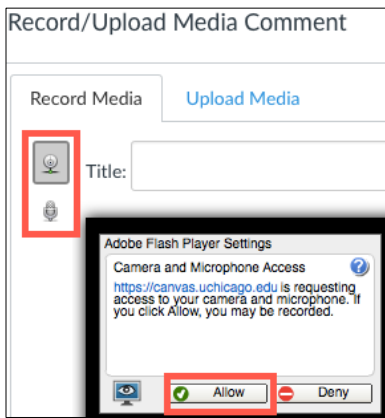 Record/Upload Media Comment
Record Media
Upload Media
Title:
Adobe Flash Player Settings
Camera and Microphone Access
?
https://canvas.uchicago.edu is requesting
access to your camera and microphone. If
you click Allow, you may be recorded.
Allow
Deny